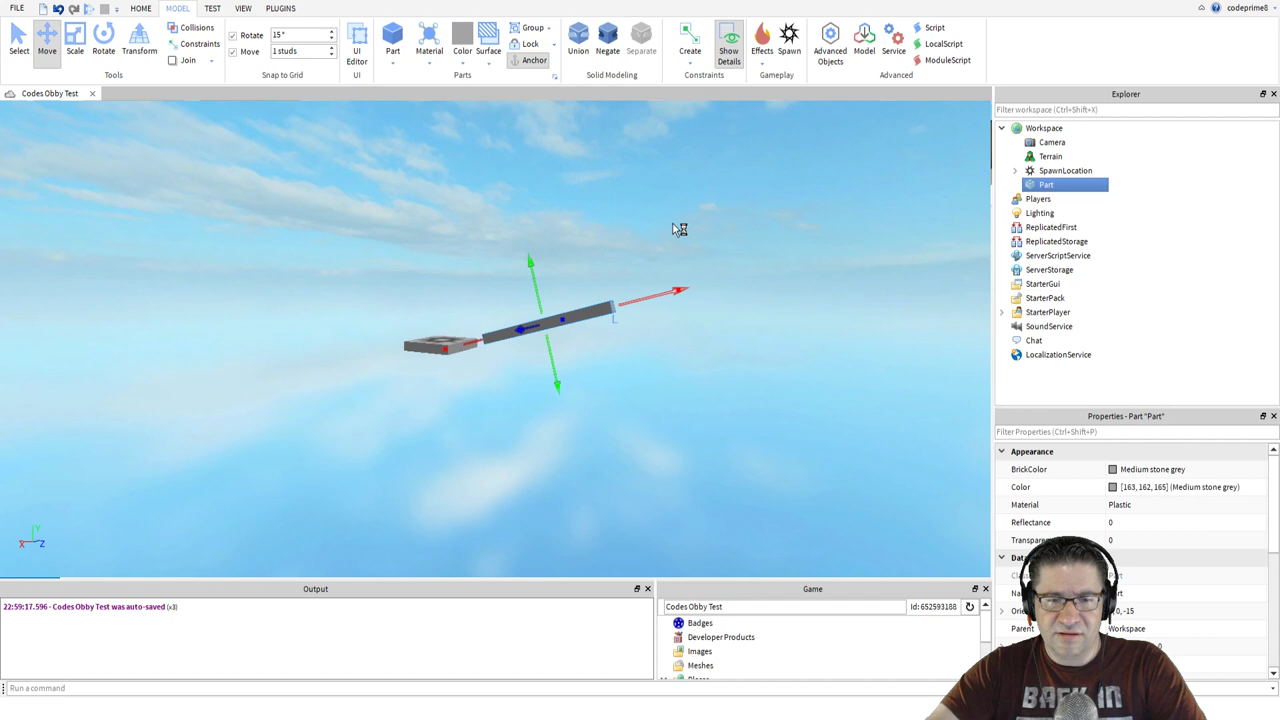 FILE HOME MODEL TEST VIEW PLUGINS codeprime8
Select Move Scale Rotate Transform
Collisions
Constraints
Join
Tools
Rotate 15°
Move 1 studs
Snap to Grid
UI
Editor
UI
Part Material Color Surface
Group
Lock
Anchor
Parts
Union Negate Separate
Solid Modeling
Create Show
Details
Constraints
Effects Spawn
Gameplay
Advanced
Objects
Model Service
Script
LocalScript
ModuleScript
Advanced
Codes Obby Test
L
Y
X Z
Explorer
Filter workspace (Ctrl+Shift+X)
Workspace
Camera
Terrain
SpawnLocation
Part
Players
Lighting
ReplicatedFirst
ReplicatedStorage
ServerScriptService
ServerStorage
StarterGui
StarterPack
StarterPlayer
SoundService
Chat
LocalizationService
Properties - Part "Part"
Filter Properties (Ctrl+Shift+P)
Appearance
BrickColor Medium stone grey
Color [163, 162, 165] (Medium stone grey)
Material Plastic
Reflectance 0
0
-15
Parent Workspace
Output
22:59:17.596 - Codes Obby Test was auto-saved (x3)
Game
Codes Obby Test Id: 652593188
Badges
Developer Products
Images
Meshes
Run a command
BACK IN